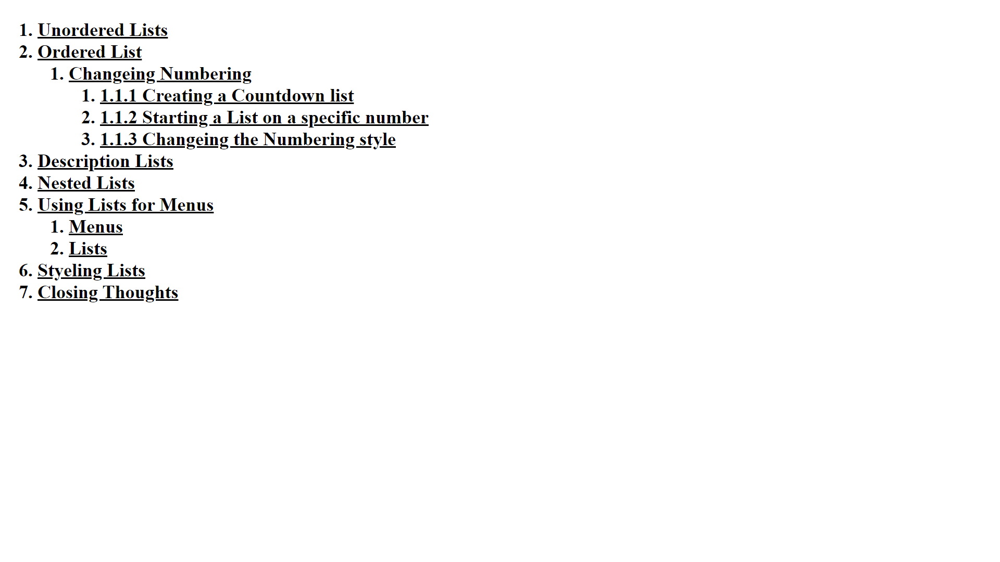 1. Unordered Lists
2. Ordered List
1. Changeing Numbering
1. 1.1.1 Creating a Countdown list
2. 1.1.2 Starting a List on a specific number
3. 1.1.3 Changeing the Numbering style
3. Description Lists
4. Nested Lists
5. Using Lists for Menus
1. Menus
2. Lists
6. Styeling Lists
7. Closing Thoughts